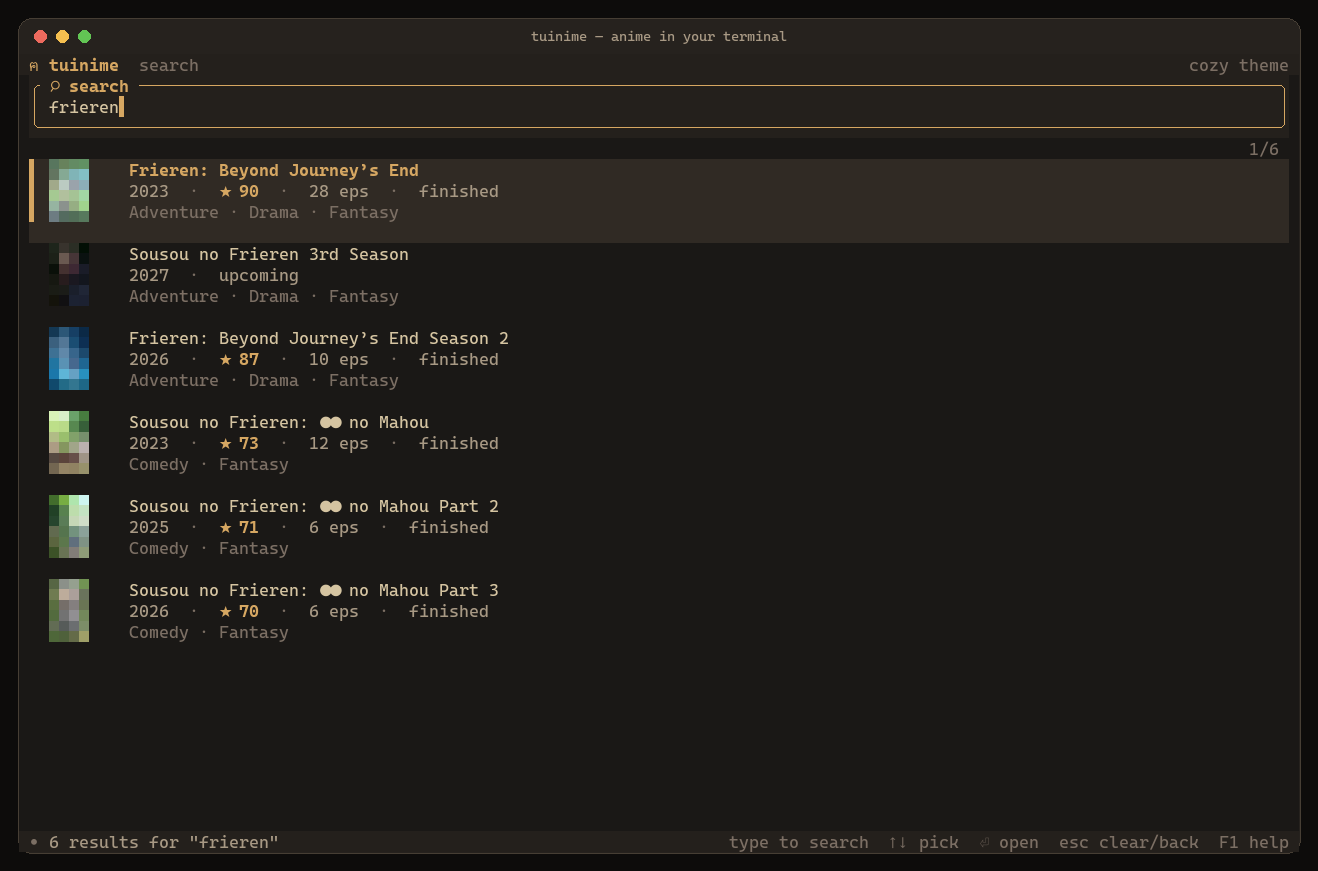 tuinime — anime in your terminal
tuinime search cozy theme
search
frieren
1/6
Frieren: Beyond Journey’s End
2023 · ★ 90 · 28 eps · finished
Adventure · Drama · Fantasy
Sousou no Frieren 3rd Season
2027 · upcoming
Adventure · Drama · Fantasy
Frieren: Beyond Journey’s End Season 2
2026 · ★ 87 · 10 eps · finished
Adventure · Drama · Fantasy
Sousou no Frieren: ●● no Mahou
2023 · ★ 73 · 12 eps · finished
Comedy · Fantasy
Sousou no Frieren: ●● no Mahou Part 2
2025 · ★ 71 · 6 eps · finished
Comedy · Fantasy
Sousou no Frieren: ●● no Mahou Part 3
2026 · ★ 70 · 6 eps · finished
Comedy · Fantasy
• 6 results for "frieren" type to search ↑↓ pick ⏎ open esc clear/back F1 help